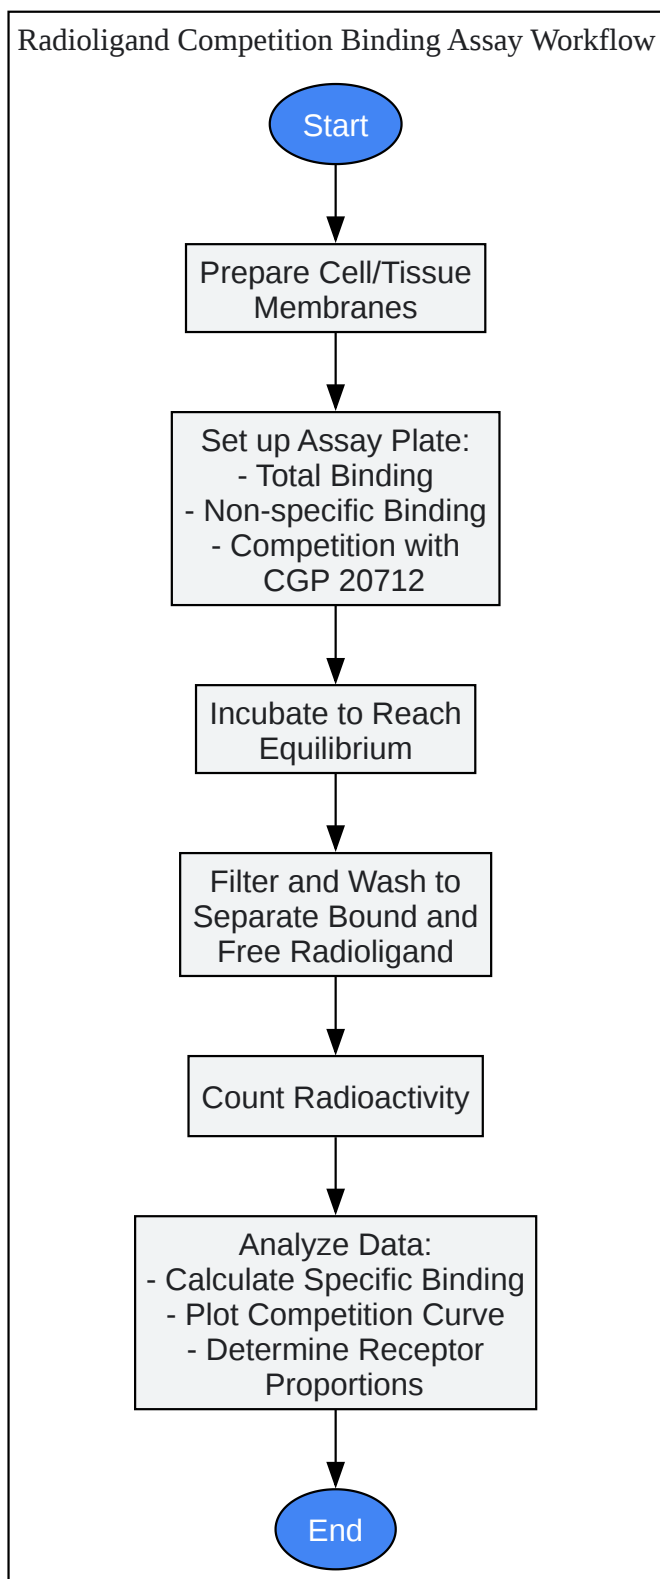 Radioligand Competition Binding Assay Workflow
Start
Prepare Cell/Tissue
Membranes
Set up Assay Plate:
- Total Binding
- Non-specific Binding
- Competition with
CGP 20712
Incubate to Reach
Equilibrium
Filter and Wash to
Separate Bound and
Free Radioligand
Count Radioactivity
Analyze Data:
- Calculate Specific Binding
- Plot Competition Curve
- Determine Receptor
Proportions
End